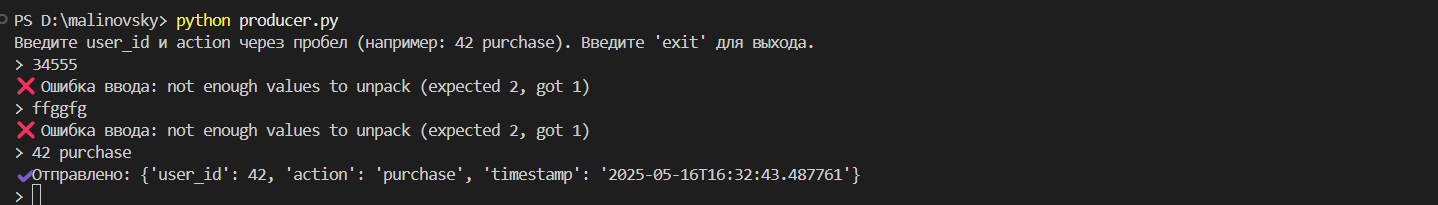 PS D:\malinovsky> python producer.py
Введите user_id и action через пробел (например: 42 purchase). Введите 'exit' для выхода.
> 34555
❌ Ошибка ввода: not enough values to unpack (expected 2, got 1)
> ffggfg
❌ Ошибка ввода: not enough values to unpack (expected 2, got 1)
> 42 purchase
✔Отправлено: {'user_id': 42, 'action': 'purchase', 'timestamp': '2025-05-16T16:32:43.487761'}
>